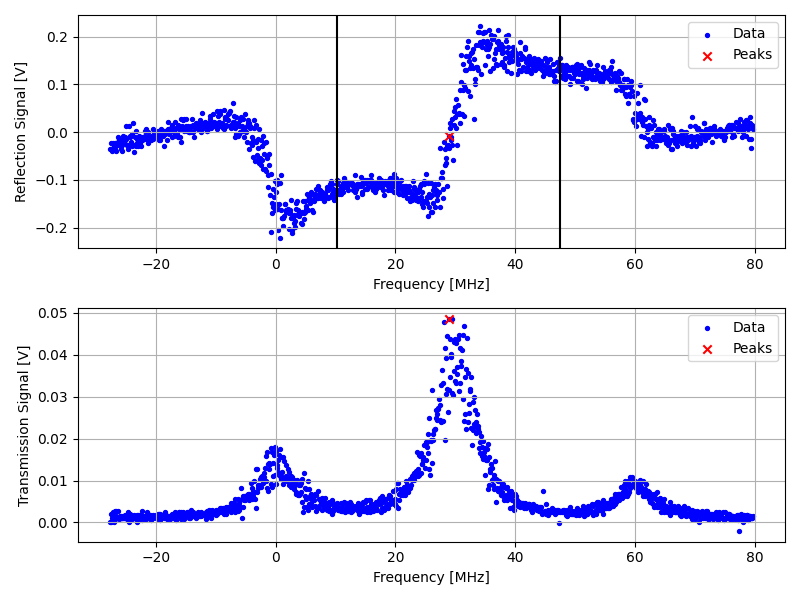 Reflection Signal [V]
0.2
0.1
0.0
−0.1
−0.2
Data
Peaks
−20
0
20
40
60
80
Frequency [MHz]
Transmission Signal [V]
0.05
0.04
0.03
0.02
0.01
0.00
Data
Peaks
−20
0
20
40
60
80
Frequency [MHz]